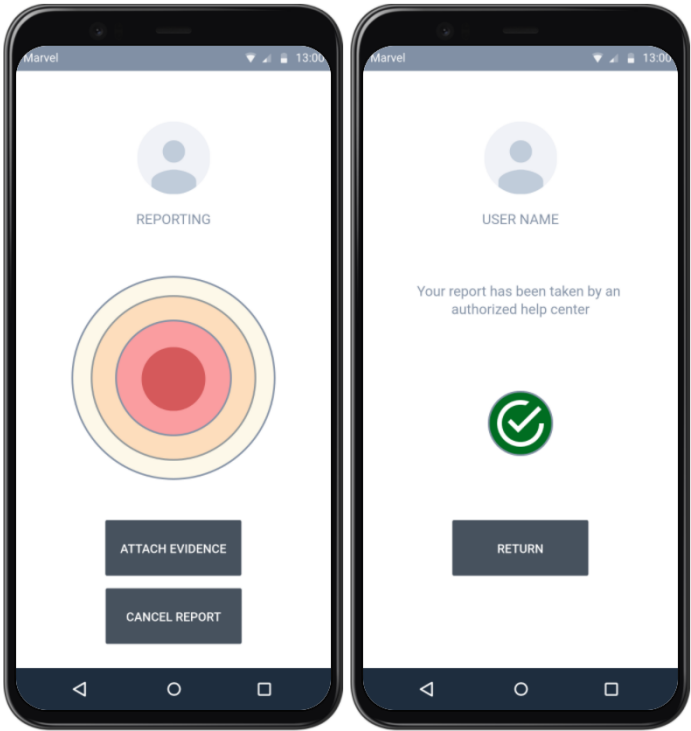 Marvel
13:00
REPORTING
ATTACH EVIDENCE
CANCEL REPORT
Marvel
13:00
USER NAME
Your report has been taken by an
authorized help center
RETURN